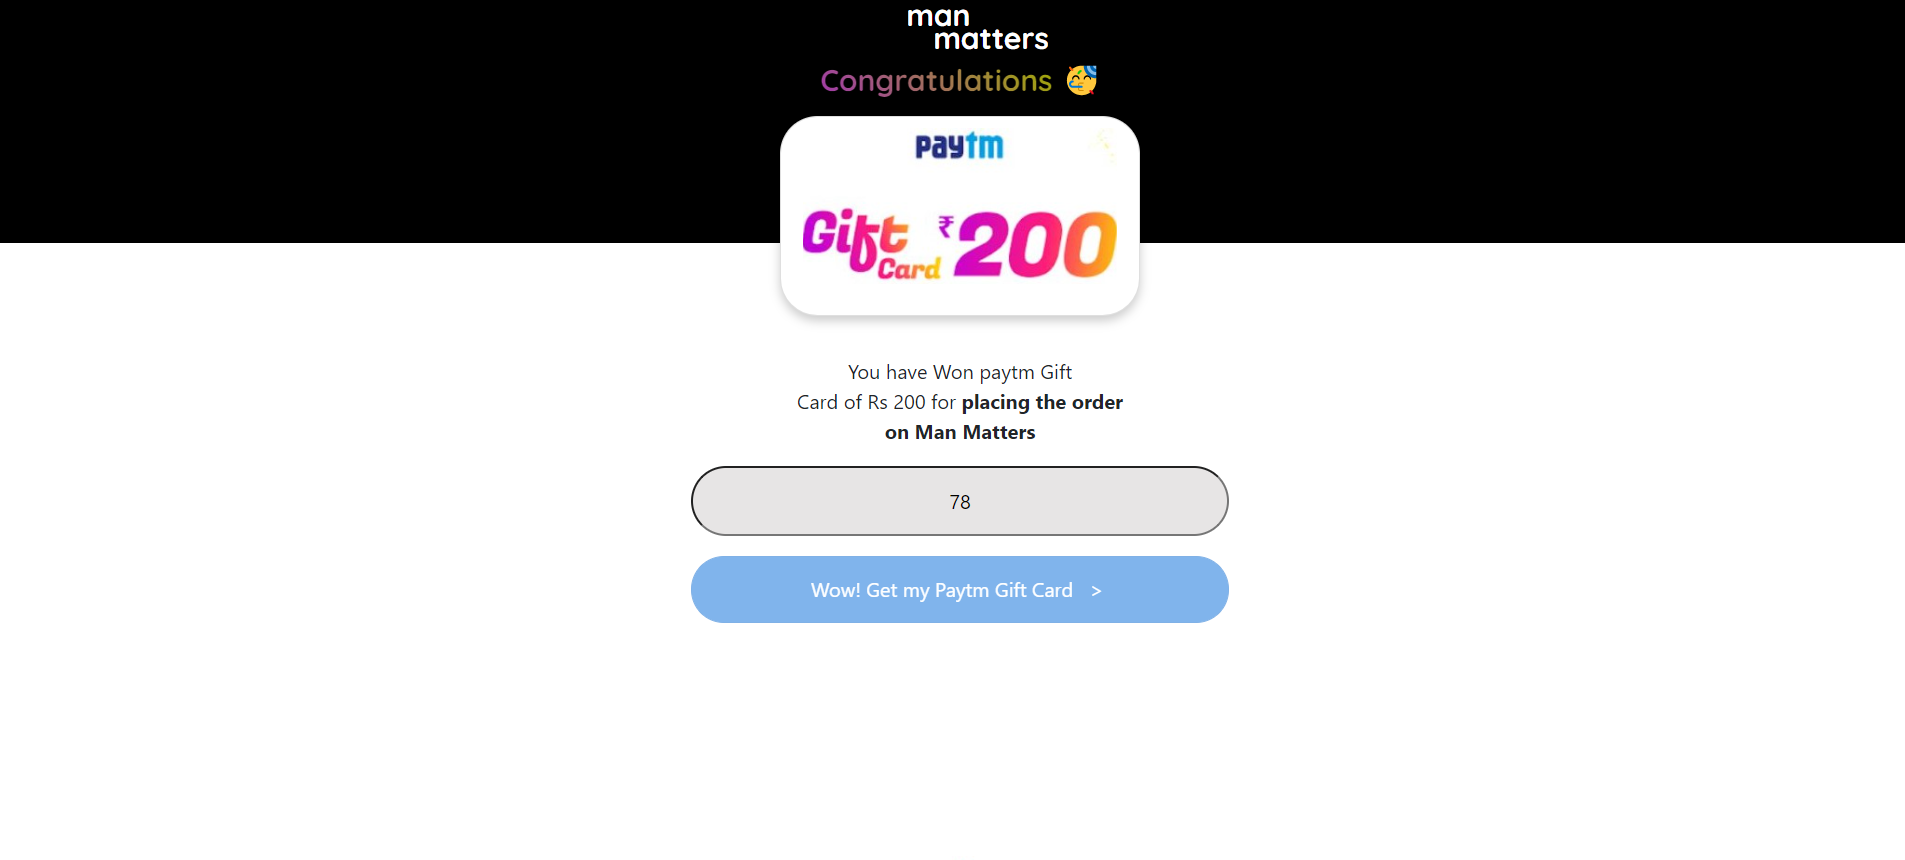 man
matters
Congratulations 🥳
paytm
Gift Card ₹200
You have Won paytm Gift
Card of Rs 200 for placing the order
on Man Matters
78
Wow! Get my Paytm Gift Card >